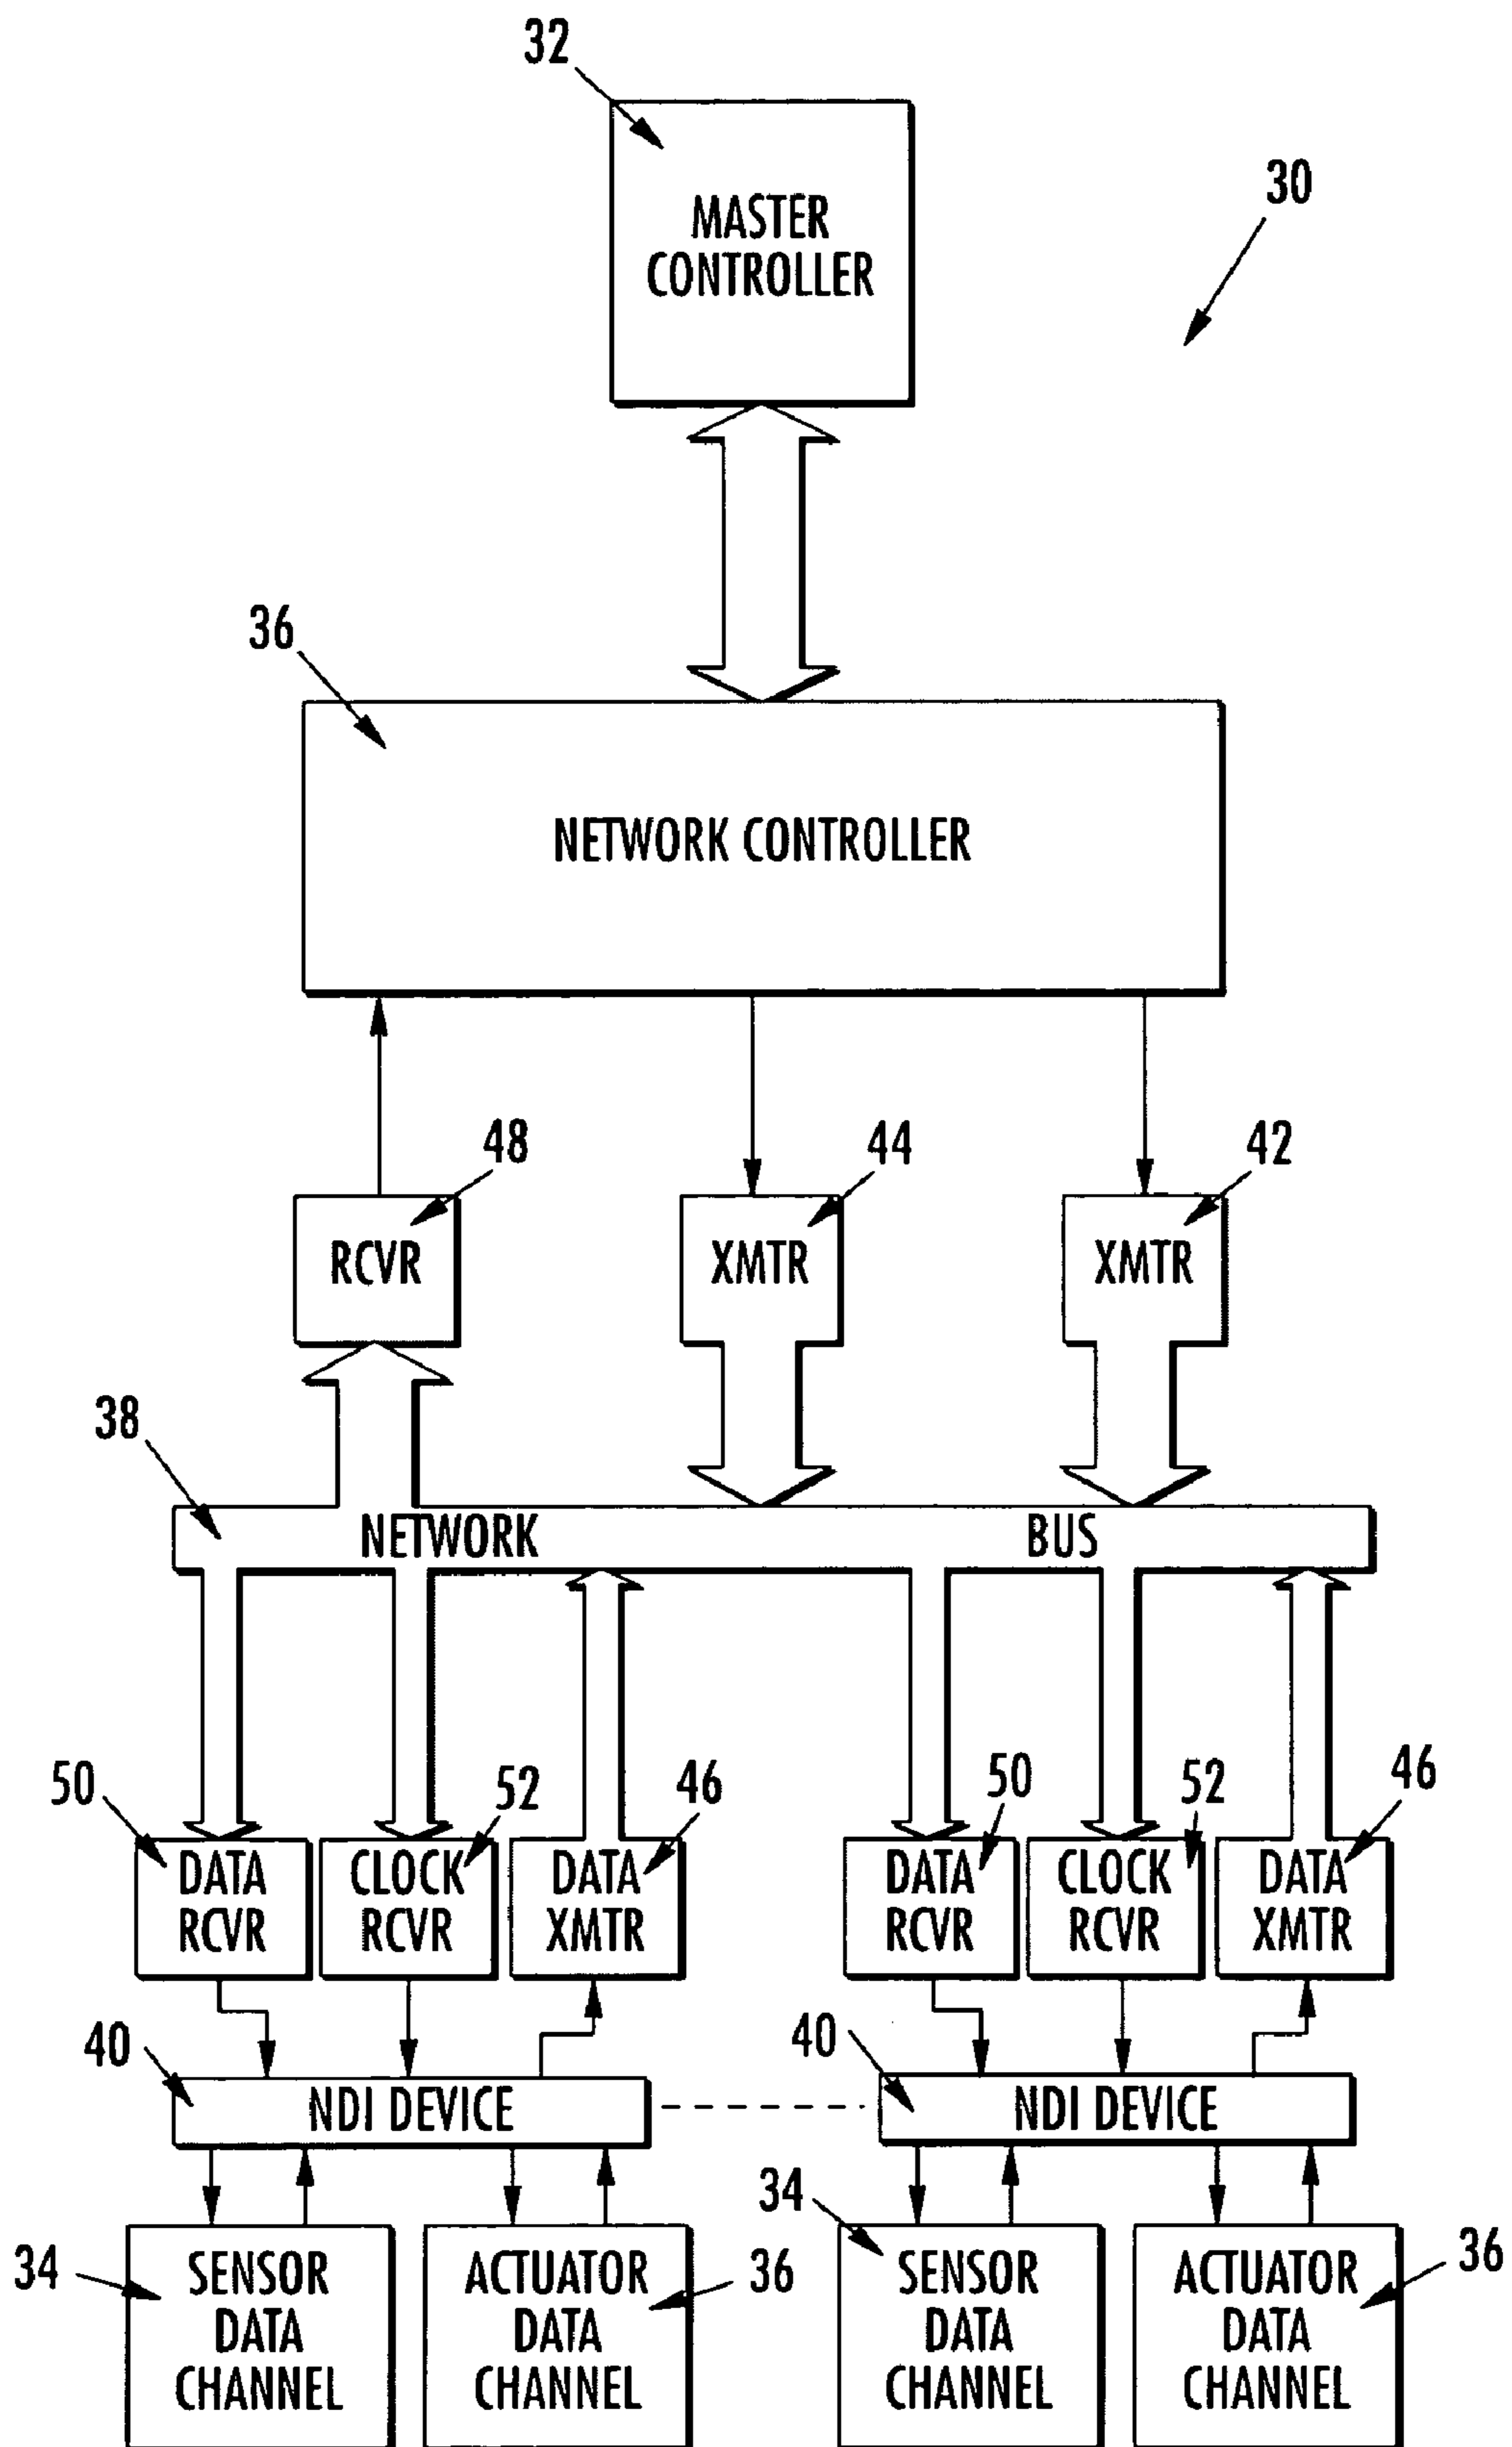 32
30
MASTER
CONTROLLER
36
NETWORK CONTROLLER
48
44
42
RCVR
XMTR
XMTR
38
NETWORK BUS
50
52
46
50
52
46
DATA
RCVR
CLOCK
RCVR
DATA
XMTR
DATA
RCVR
CLOCK
RCVR
DATA
XMTR
40
40
NDI DEVICE
NDI DEVICE
34
SENSOR
DATA
CHANNEL
ACTUATOR
DATA
CHANNEL
36
34
SENSOR
DATA
CHANNEL
ACTUATOR
DATA
CHANNEL
36